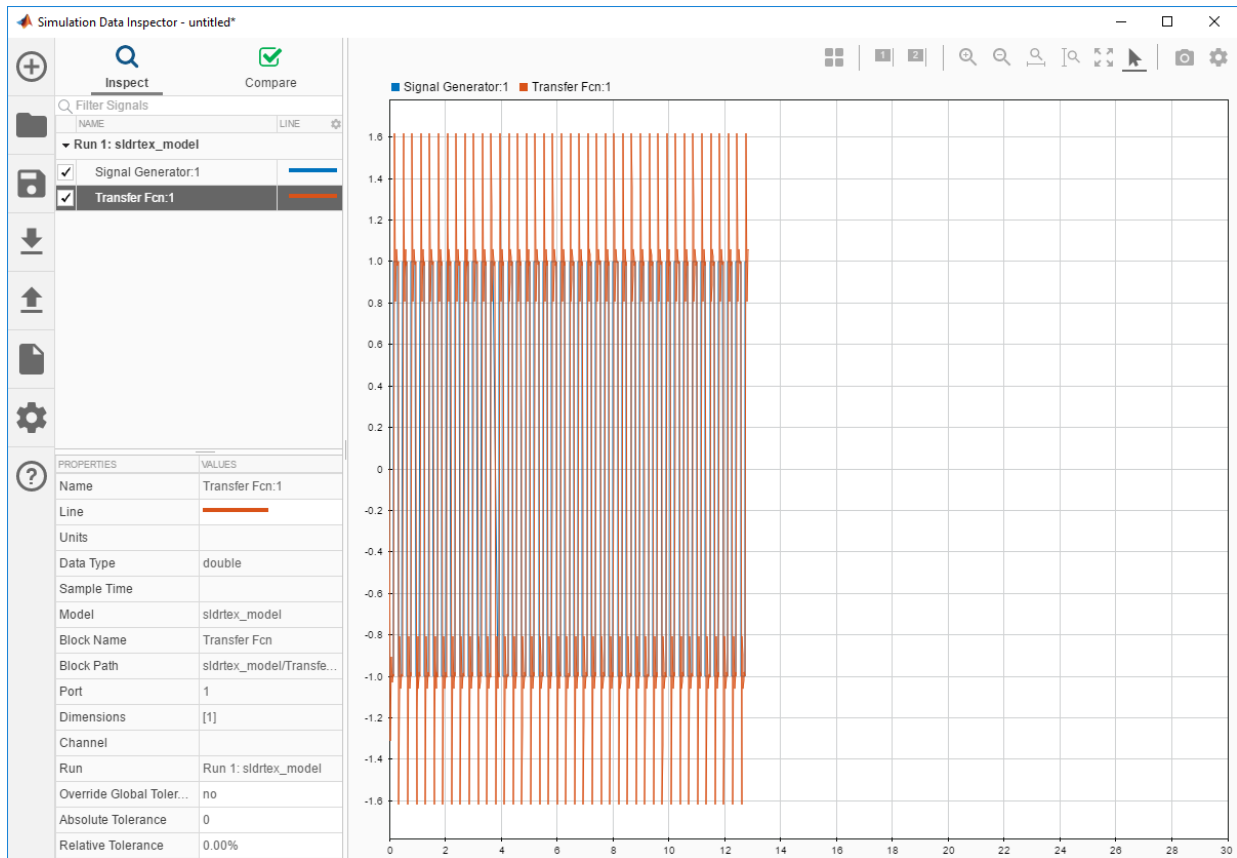 Simulation Data Inspector - untitled*
Inspect
Compare
Filter Signals
NAME LINE
Run 1: sldrtex_model
Signal Generator:1
Transfer Fcn:1
PROPERTIES VALUES
Name Transfer Fcn:1
Line
Units
Data Type double
Sample Time
Model sldrtex_model
Block Name Transfer Fcn
Block Path sldrtex_model/Transfe...
Port 1
Dimensions [1]
Channel
Run Run 1: sldrtex_model
Override Global Toler... no
Absolute Tolerance 0
Relative Tolerance 0.00%
1 2
Signal Generator:1 Transfer Fcn:1
1.6
1.4
1.2
1.0
0.8
0.6
0.4
0.2
0
-0.2
-0.4
-0.6
-0.8
-1.0
-1.2
-1.4
-1.6
0 2 4 6 8 10 12 14 16 18 20 22 24 26 28 30